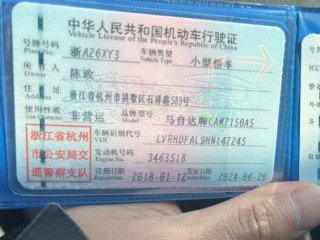 中华人民共和国机动车行驶证
Vehicle License of the People's Republic of China
号牌号码 浙A26XY3 车辆类型 小型轿车
Plate No. Vehicle Type
所有人 陈政
Owner
住址 浙江省杭州市拱墅区石祥路589号
Address
使用性质 非营运 品牌型号 马自达牌CAM7150A5
Use Character Model
浙江省杭州 车辆识别代号 LVRHDFAL9HN147245
VIN
市公安局交 发动机号码 3463518
Engine No.
通警察支队 注册日期 2018-01-12 发证日期 2024-06-26
Register Date Issue Date